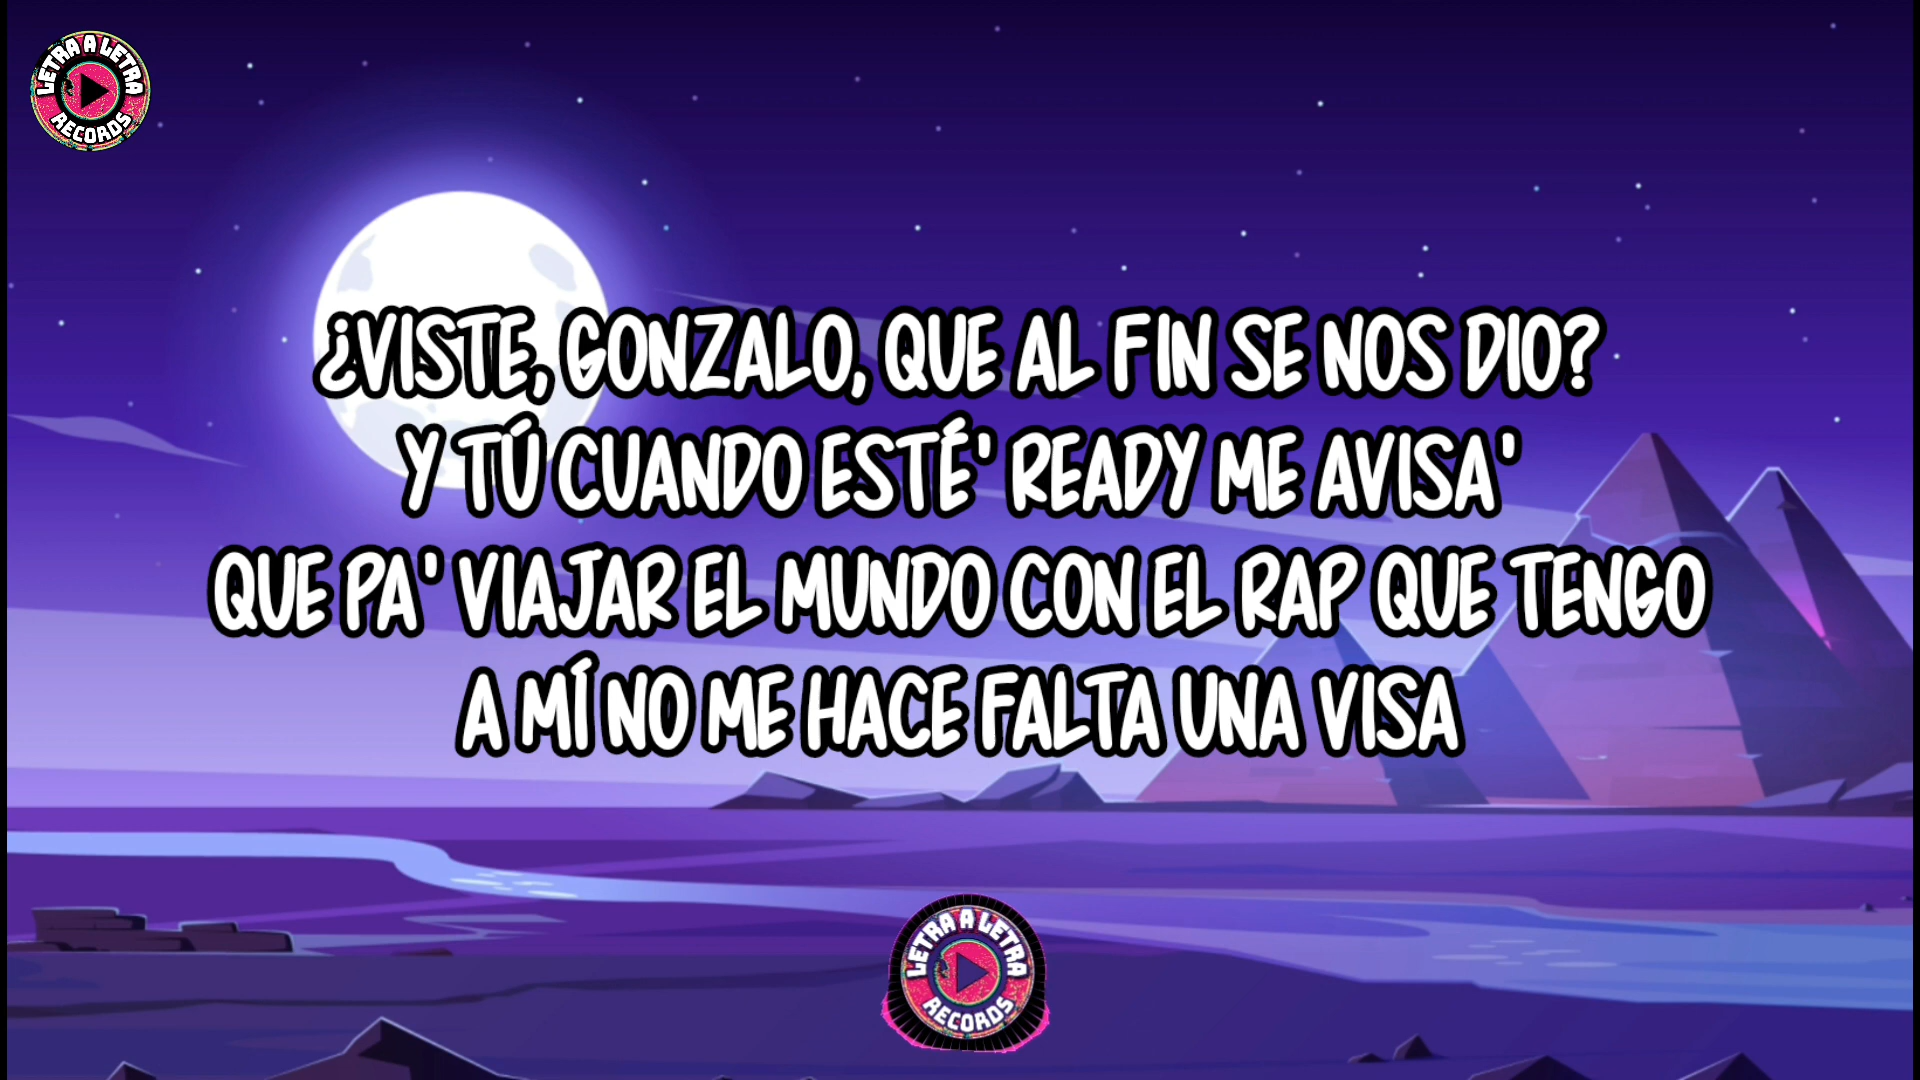 LETRA A LETRA
RECORDS
¿VISTE, GONZALO, QUE AL FIN SE NOS DIO?
Y TÚ CUANDO ESTÉ' READY ME AVISA'
QUE PA' VIAJAR EL MUNDO CON EL RAP QUE TENGO
A MÍ NO ME HACE FALTA UNA VISA
LETRA A LETRA
RECORDS